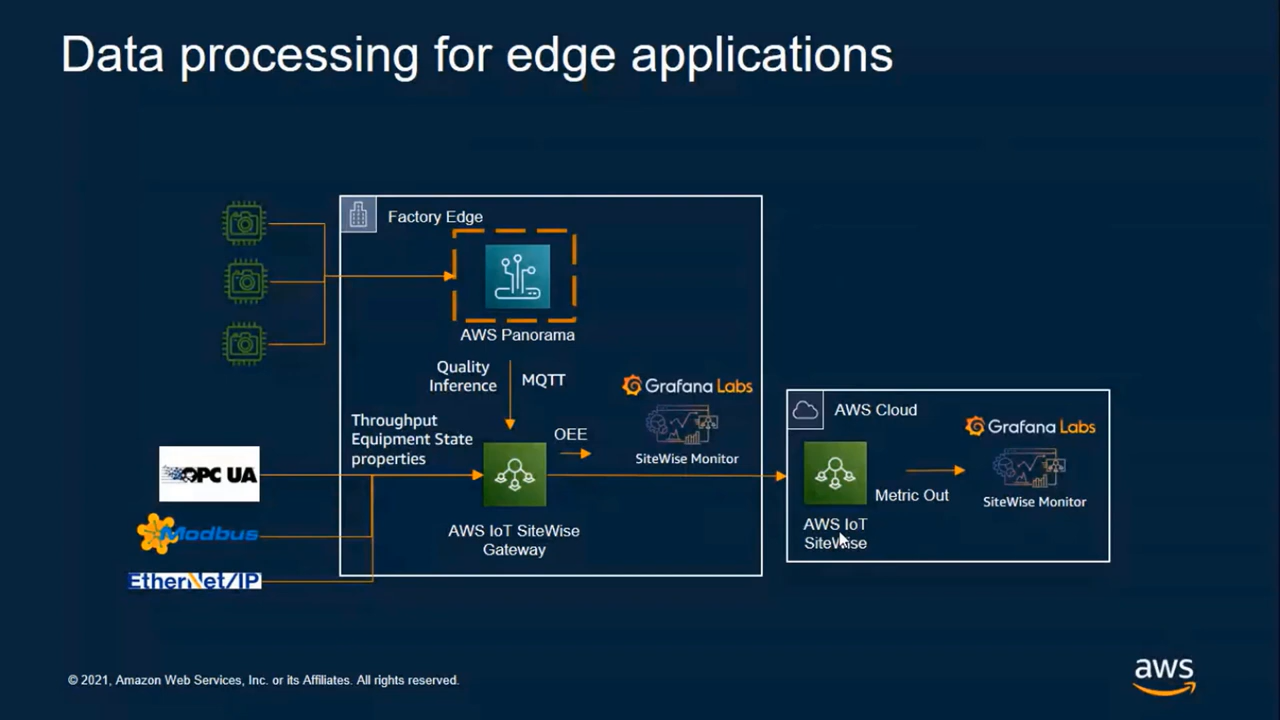 Data processing for edge applications
Factory Edge
AWS Panorama
Quality
Inference
MQTT
Throughput
Equipment State
properties
OPC UA
Modbus
EtherNet/IP
AWS IoT SiteWise
Gateway
OEE
Grafana Labs
SiteWise Monitor
AWS Cloud
AWS IoT
SiteWise
Metric Out
Grafana Labs
SiteWise Monitor
© 2021, Amazon Web Services, Inc. or its Affiliates. All rights reserved.
aws